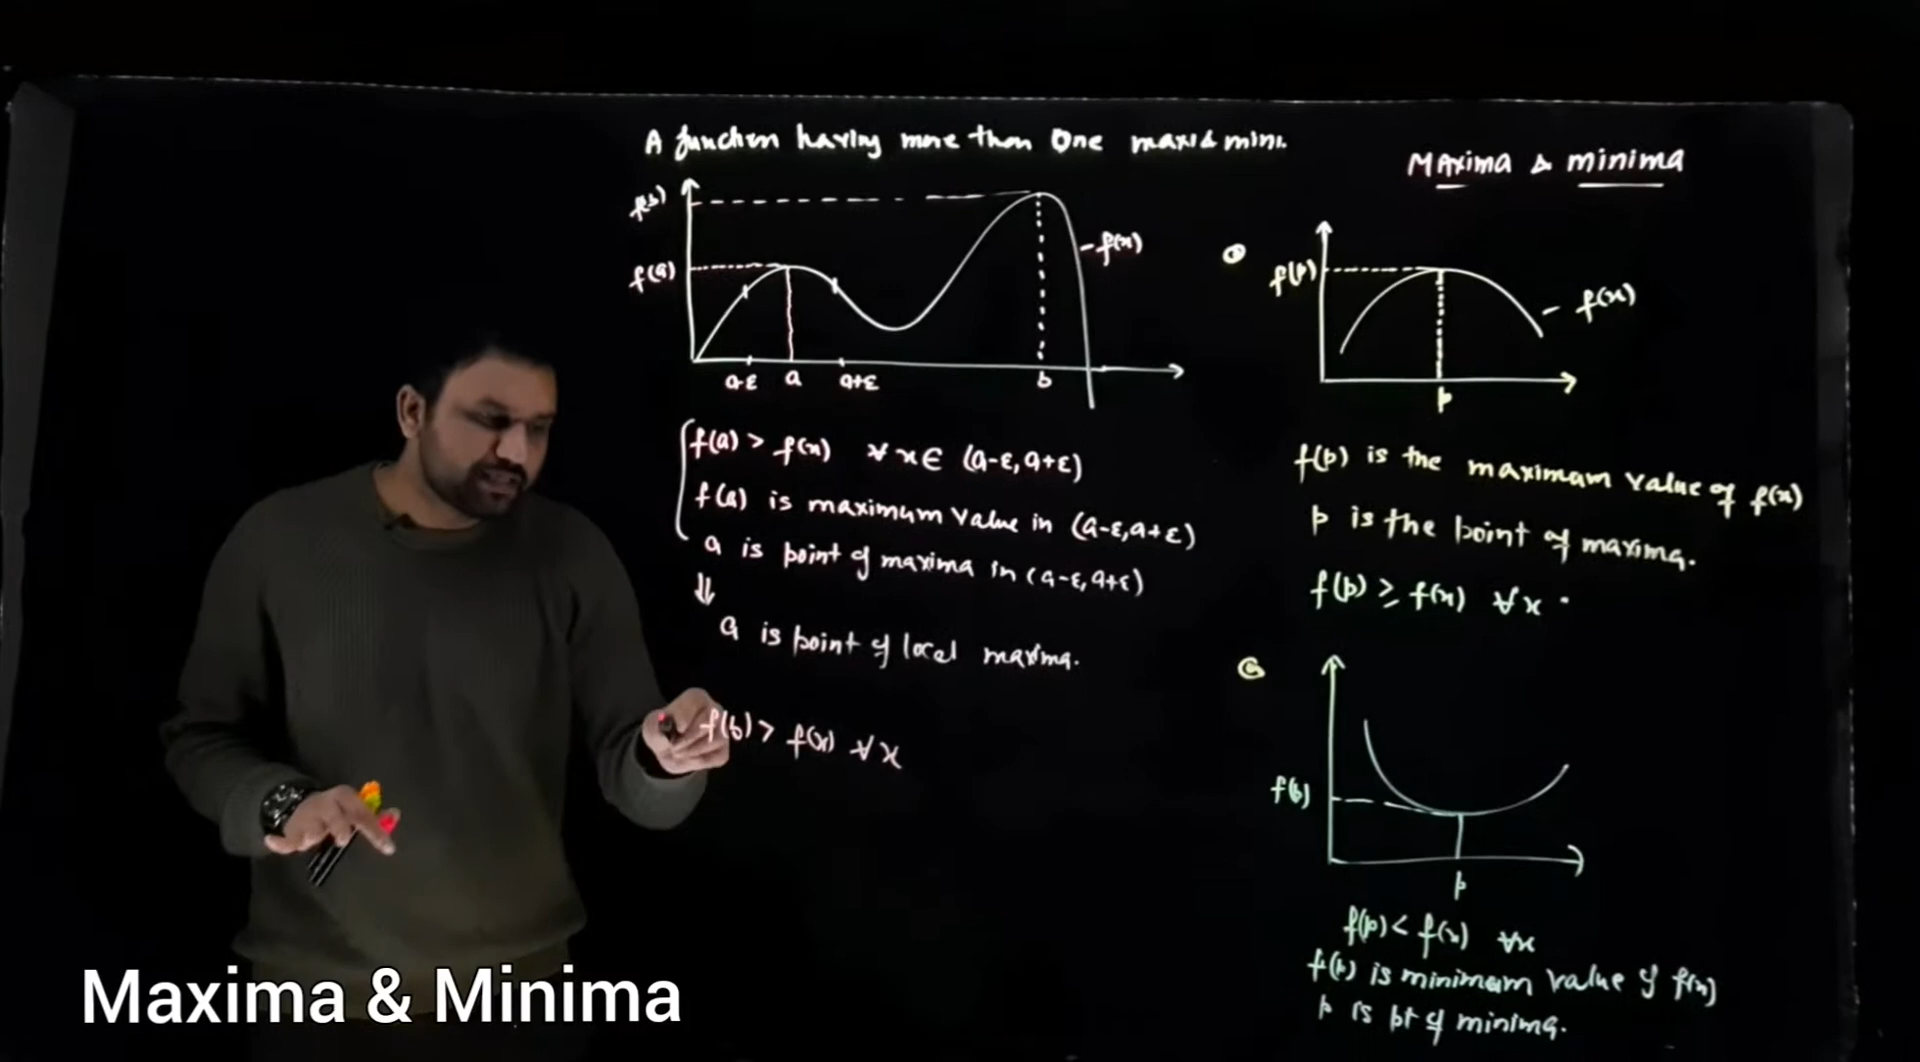 A function having more than One maxi & mini.
f(b)
f(a)
f(x)
a-ε a a+ε b
f(a) > f(x) ∀ x ∈ (a-ε, a+ε)
f(a) is maximum value in (a-ε, a+ε)
a is point of maxima in (a-ε, a+ε)
⇓
a is point of local maxima.
f(b) > f(x) ∀ x
Maxima & minima
①
f(p)
f(x)
p
f(p) is the maximum value of f(x)
p is the point of maxima.
f(p) ≥ f(x) ∀ x
f(p)
p
f(p) < f(x) ∀x
f(p) is minimum value of f(x)
p is pt of minima.
Maxima & Minima